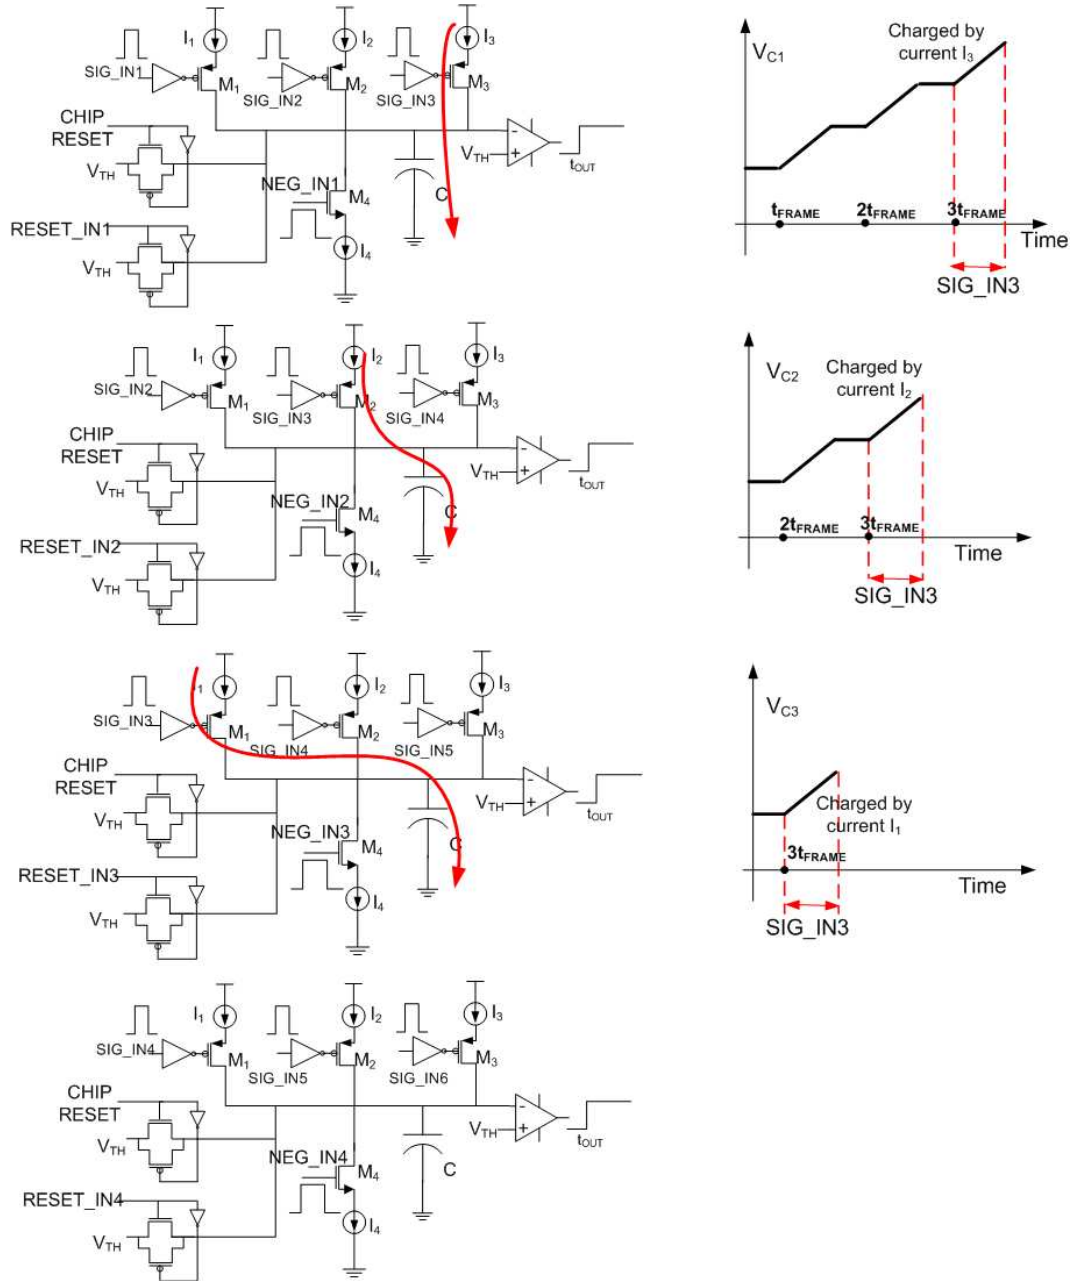 I1 I2 I3
SIG_IN1 M1 SIG_IN2 M2 SIG_IN3 M3
CHIP
RESET
VTH
VTH tOUT
NEG_IN1 M4 C
RESET_IN1
VTH I4
VC1
Charged by
current I3
tFRAME 2tFRAME 3tFRAME
Time
SIG_IN3
I1 I2 I3
SIG_IN2 M1 SIG_IN3 M2 SIG_IN4 M3
CHIP
RESET
VTH
VTH tOUT
NEG_IN2 M4 C
RESET_IN2
VTH I4
VC2
Charged by
current I2
2tFRAME 3tFRAME
Time
SIG_IN3
I1 I2 I3
SIG_IN3 M1 SIG_IN4 M2 SIG_IN5 M3
CHIP
RESET
VTH
VTH tOUT
NEG_IN3 M4 C
RESET_IN3
VTH I4
VC3
Charged by
current I1
3tFRAME
Time
SIG_IN3
I1 I2 I3
SIG_IN4 M1 SIG_IN5 M2 SIG_IN6 M3
CHIP
RESET
VTH
VTH tOUT
NEG_IN4 M4 C
RESET_IN4
VTH I4